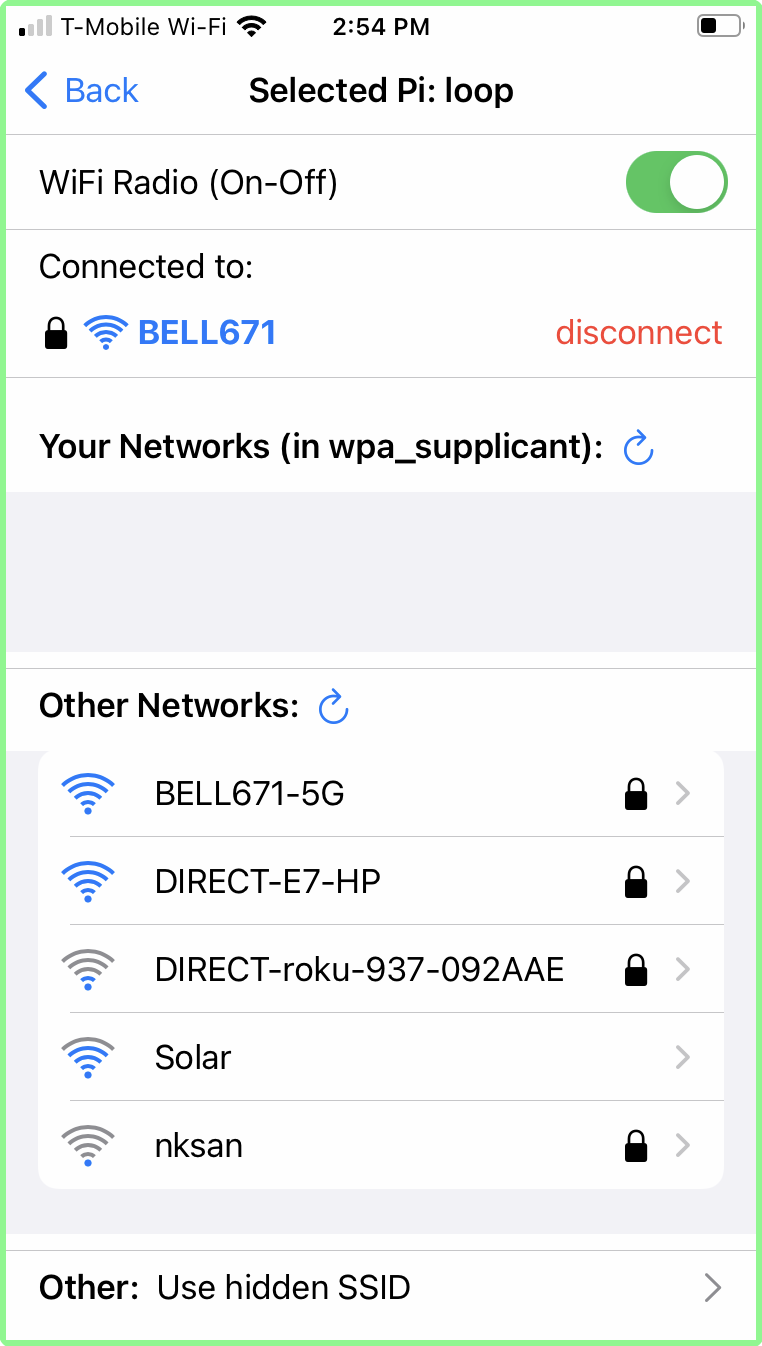 T-Mobile Wi-Fi 2:54 PM
Back Selected Pi: loop
WiFi Radio (On-Off)
Connected to:
BELL671 disconnect
Your Networks (in wpa_supplicant):
Other Networks:
BELL671-5G
DIRECT-E7-HP
DIRECT-roku-937-092AAE
Solar
nksan
Other: Use hidden SSID